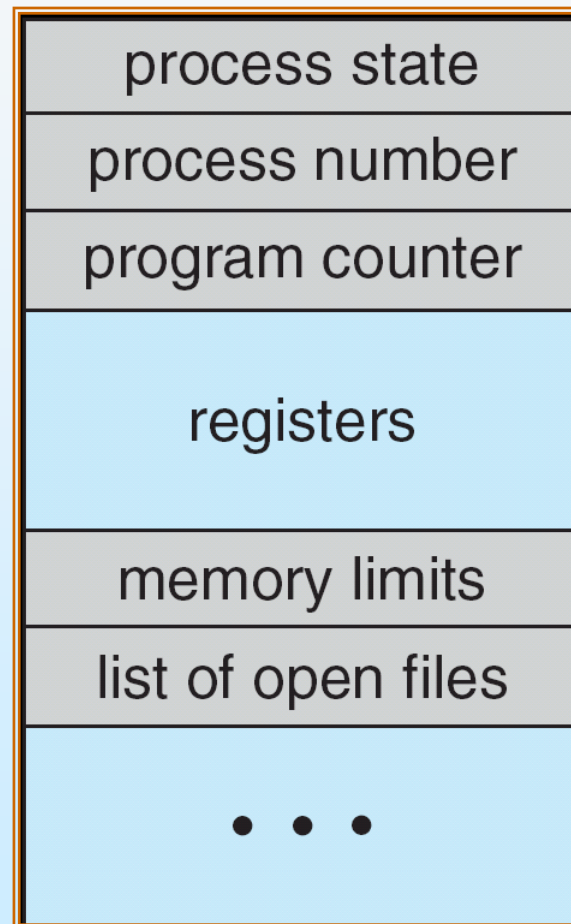 process state
process number
program counter
registers
memory limits
list of open files
• • •